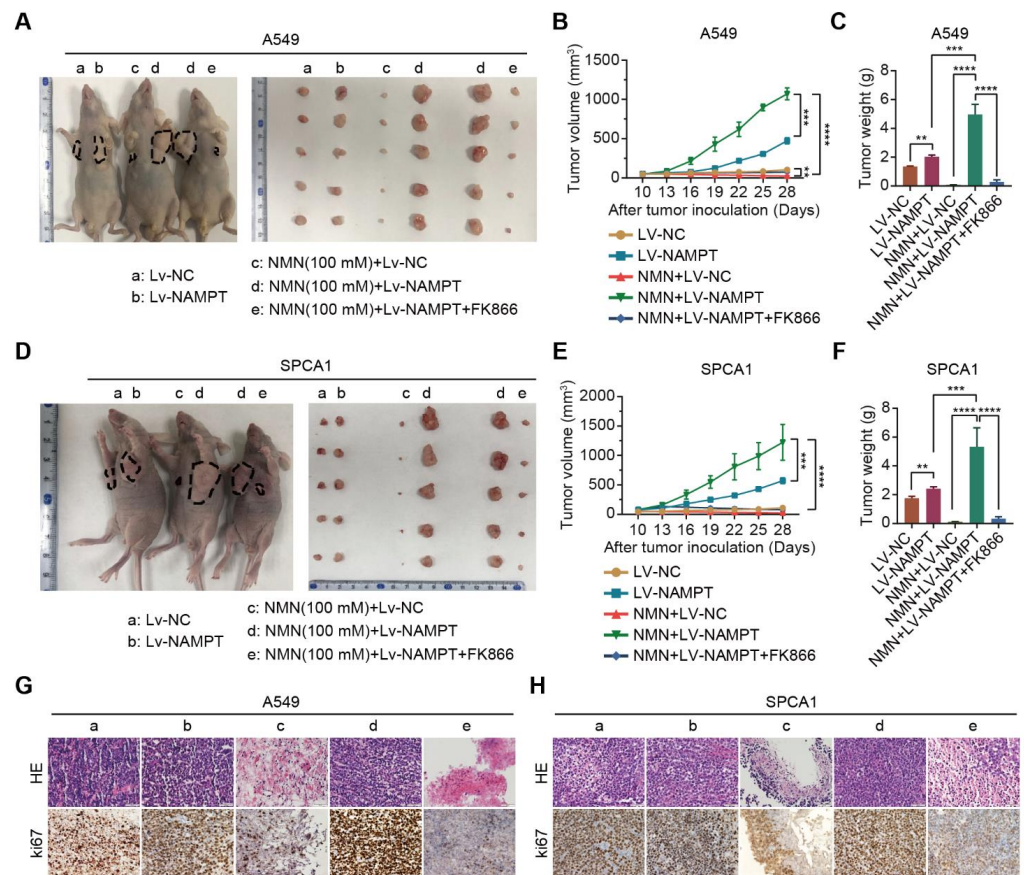 A
A549
a b c d d e
a b c d d e
a: Lv-NC
b: Lv-NAMPT
c: NMN(100 mM)+Lv-NC
d: NMN(100 mM)+Lv-NAMPT
e: NMN(100 mM)+Lv-NAMPT+FK866
B
A549
Tumor volume (mm³)
1500
1000
500
0
10 13 16 19 22 25 28
After tumor inoculation (Days)
***
****
**
LV-NC
LV-NAMPT
NMN+LV-NC
NMN+LV-NAMPT
NMN+LV-NAMPT+FK866
C
A549
Tumor weight (g)
8
6
4
2
0
***
****
****
**
LV-NC
LV-NAMPT
NMN+LV-NC
NMN+LV-NAMPT
NMN+LV-NAMPT+FK866
D
SPCA1
a b c d d e
a b c d d e
a: Lv-NC
b: Lv-NAMPT
c: NMN(100 mM)+Lv-NC
d: NMN(100 mM)+Lv-NAMPT
e: NMN(100 mM)+Lv-NAMPT+FK866
E
SPCA1
Tumor volume (mm³)
2000
1500
1000
500
0
10 13 16 19 22 25 28
After tumor inoculation (Days)
***
****
LV-NC
LV-NAMPT
NMN+LV-NC
NMN+LV-NAMPT
NMN+LV-NAMPT+FK866
F
SPCA1
Tumor weight (g)
8
6
4
2
0
***
****
****
**
LV-NC
LV-NAMPT
NMN+LV-NC
NMN+LV-NAMPT
NMN+LV-NAMPT+FK866
G
A549
a b c d e
HE
ki67
H
SPCA1
a b c d e
HE
ki67